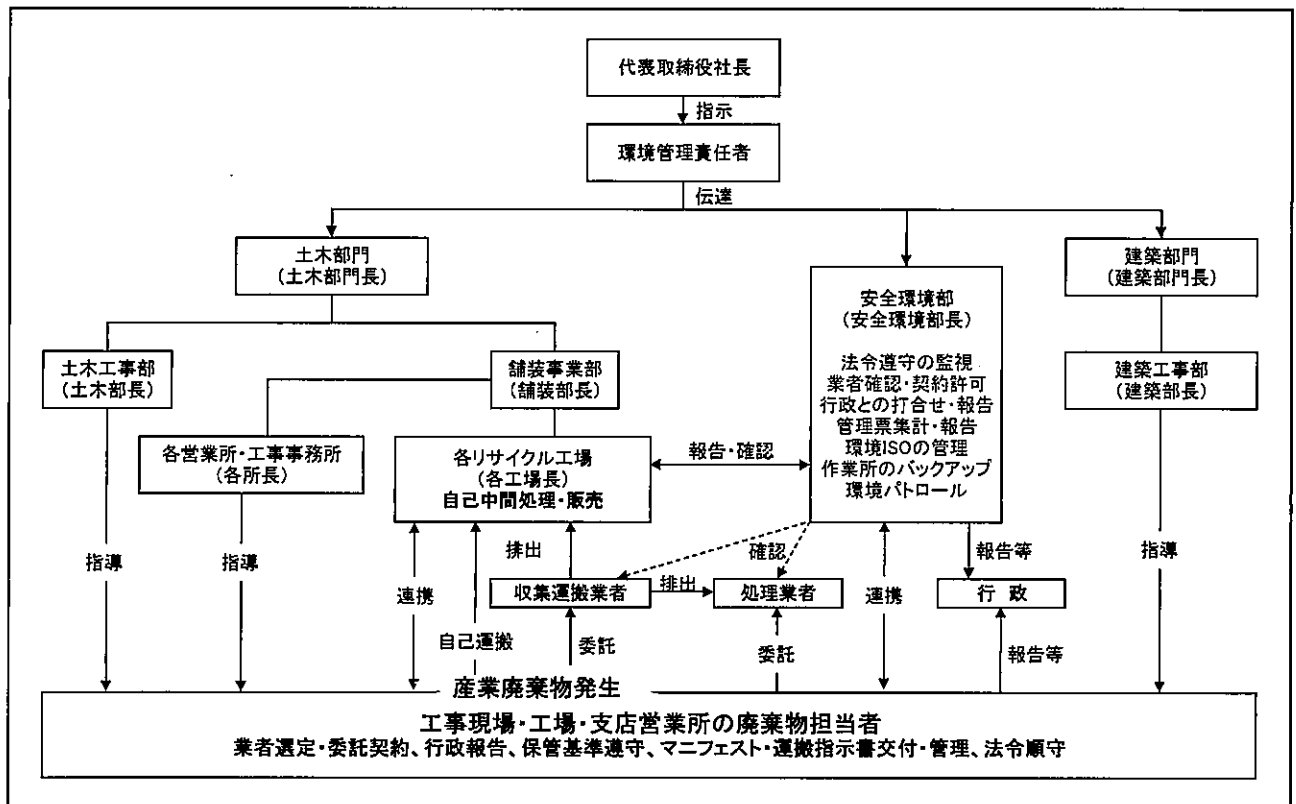 代表取締役社長
指示
環境管理責任者
伝達
土木部門
(土木部門長)
安全環境部
(安全環境部長)
法令遵守の監視
業者確認・契約許可
行政との打合せ・報告
管理票集計・報告
環境ISOの管理
作業所のバックアップ
環境パトロール
建築部門
(建築部門長)
土木工事部
(土木部長)
舗装事業部
(舗装部長)
建築工事部
(建築部長)
各営業所・工事事務所
(各所長)
各リサイクル工場
(各工場長)
自己中間処理・販売
報告・確認
指導
指導
連携
排出
自己運搬
収集運搬業者
排出
確認
処理業者
連携
報告等
行 政
指導
委託
委託
報告等
産業廃棄物発生
工事現場・工場・支店営業所の廃棄物担当者
業者選定・委託契約、行政報告、保管基準遵守、マニフェスト・運搬指示書交付・管理、法令順守